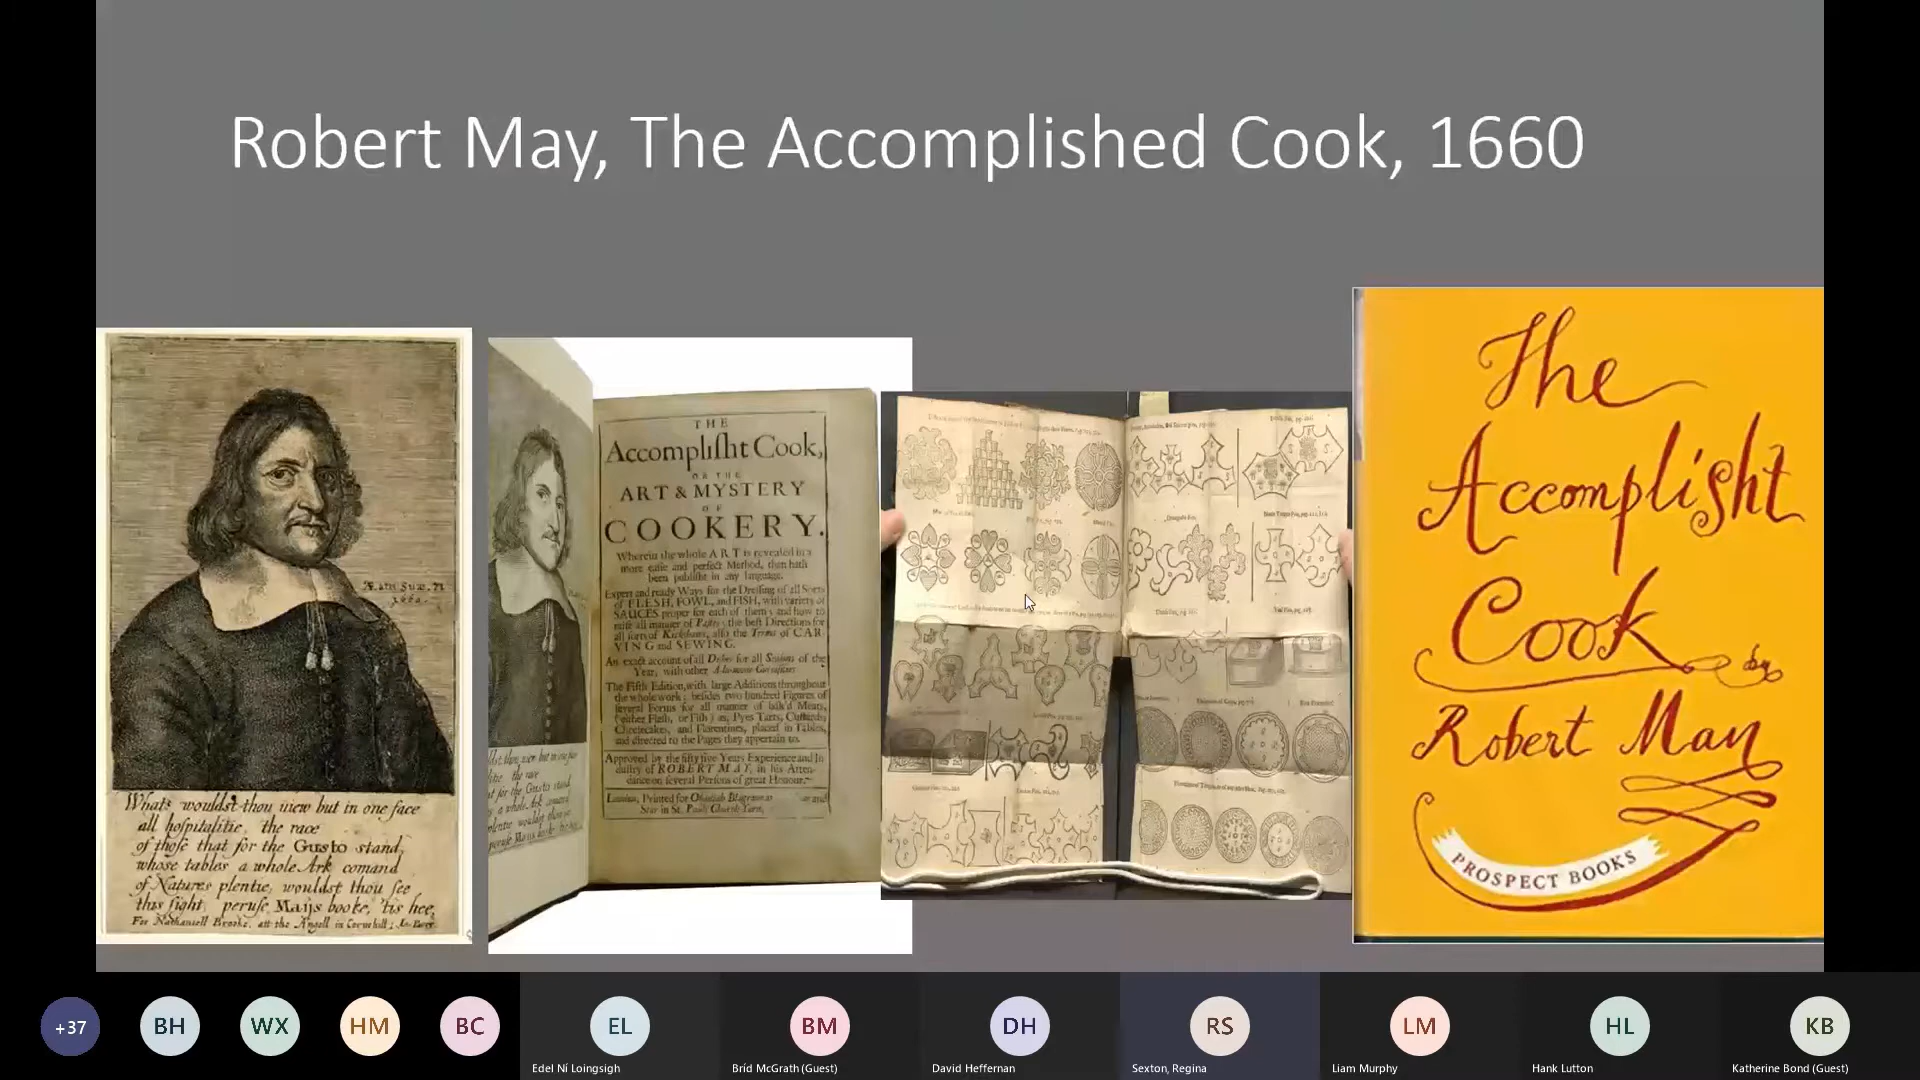 Robert May, The Accomplished Cook, 1660
Whats wouldst thou view but in one face
all hospitalitie, the race
of those that for the Gusto stand,
whose tables a whole Ark comand
of Natures plentie, wouldst thou see
this sight, peruse Mays booke, 'tis hee.
For Nathaniell Brooke, att the Angell in Cornehill;
THE
Accomplisht Cook,
OR THE
ART & MYSTERY
OF
COOKERY.
Wherein the whole ART is revealed in a
more easie and perfect Method, then hath
been publisht in any language.
Expert and ready Ways for the Dressing of all Sorts
of FLESH, FOWL, and FISH, with variety of
SAUCES proper for each of them; and how to
raise all manner of Pastes; the best Directions for
all sorts of Kickshaws, also the Terms of CAR-
VING and SEWING.
An exact account of all Dishes for all Seasons of the
Year, with other A-la-mode Curiosities
The Fifth Edition, with large Additions throughout
the whole work; besides two hundred Figures of
several Forms for all manner of bak'd Meats,
(either Flesh, or Fish) as, Pyes Tarts, Custards;
Cheesecakes, and Florentines, placed in Tables,
and directed to the Pages they appertain to.
Approved by the fifty five Years Experience and In-
dustry of ROBERT MAY, in his Atten-
dance on several Persons of great Honour.
London, Printed for Obadiah Blagrave at and
Star in St. Pauls Church-Yard,
The
Accomplisht
Cook
by
Robert May
PROSPECT BOOKS
+37
BH
WX
HM
BC
EL
BM
DH
RS
LM
HL
KB
Edel Ní Loingsigh
Bríd McGrath (Guest)
David Heffernan
Sexton, Regina
Liam Murphy
Hank Lutton
Katherine Bond (Guest)